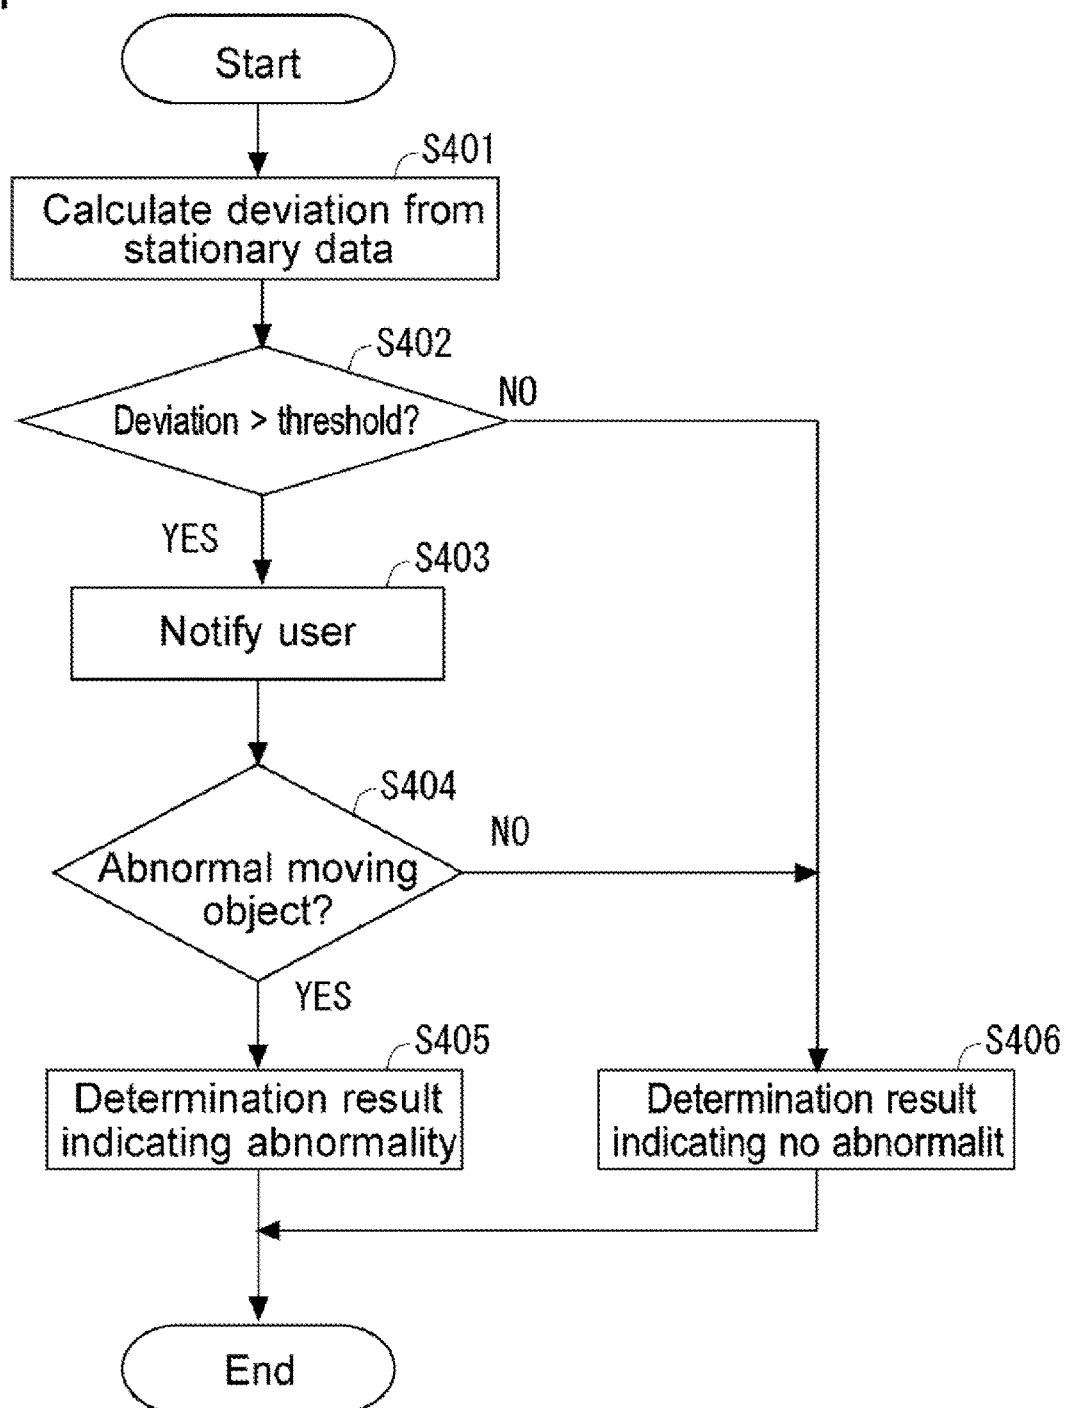 Start
S401
Calculate deviation from
stationary data
S402
Deviation > threshold?
NO
YES
S403
Notify user
S404
Abnormal moving
object?
NO
YES
S405
Determination result
indicating abnormality
S406
Determination result
indicating no abnormalit
End